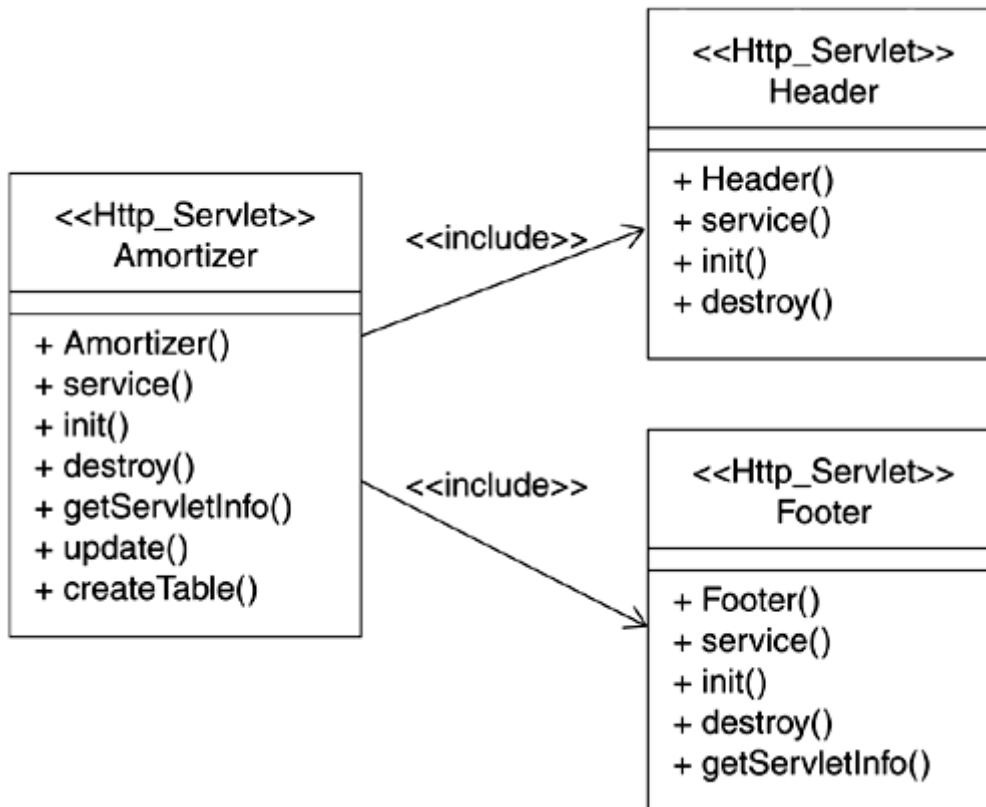 <<Http_Servlet>>
Amortizer
+ Amortizer()
+ service()
+ init()
+ destroy()
+ getServletInfo()
+ update()
+ createTable()
<<include>>
<<include>>
<<Http_Servlet>>
Header
+ Header()
+ service()
+ init()
+ destroy()
<<Http_Servlet>>
Footer
+ Footer()
+ service()
+ init()
+ destroy()
+ getServletInfo()